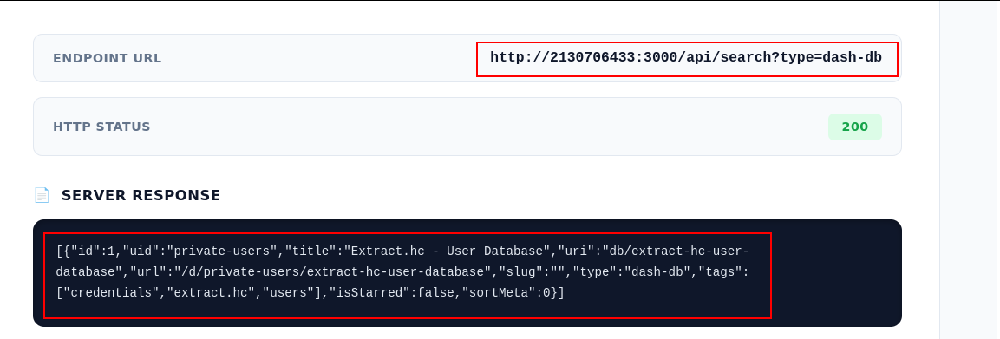 ENDPOINT URL http://2130706433:3000/api/search?type=dash-db
HTTP STATUS 200
📄 SERVER RESPONSE
[{"id":1,"uid":"private-users","title":"Extract.hc - User Database","uri":"db/extract-hc-user-
database","url":"/d/private-users/extract-hc-user-database","slug":"","type":"dash-db","tags":
["credentials","extract.hc","users"],"isStarred":false,"sortMeta":0}]